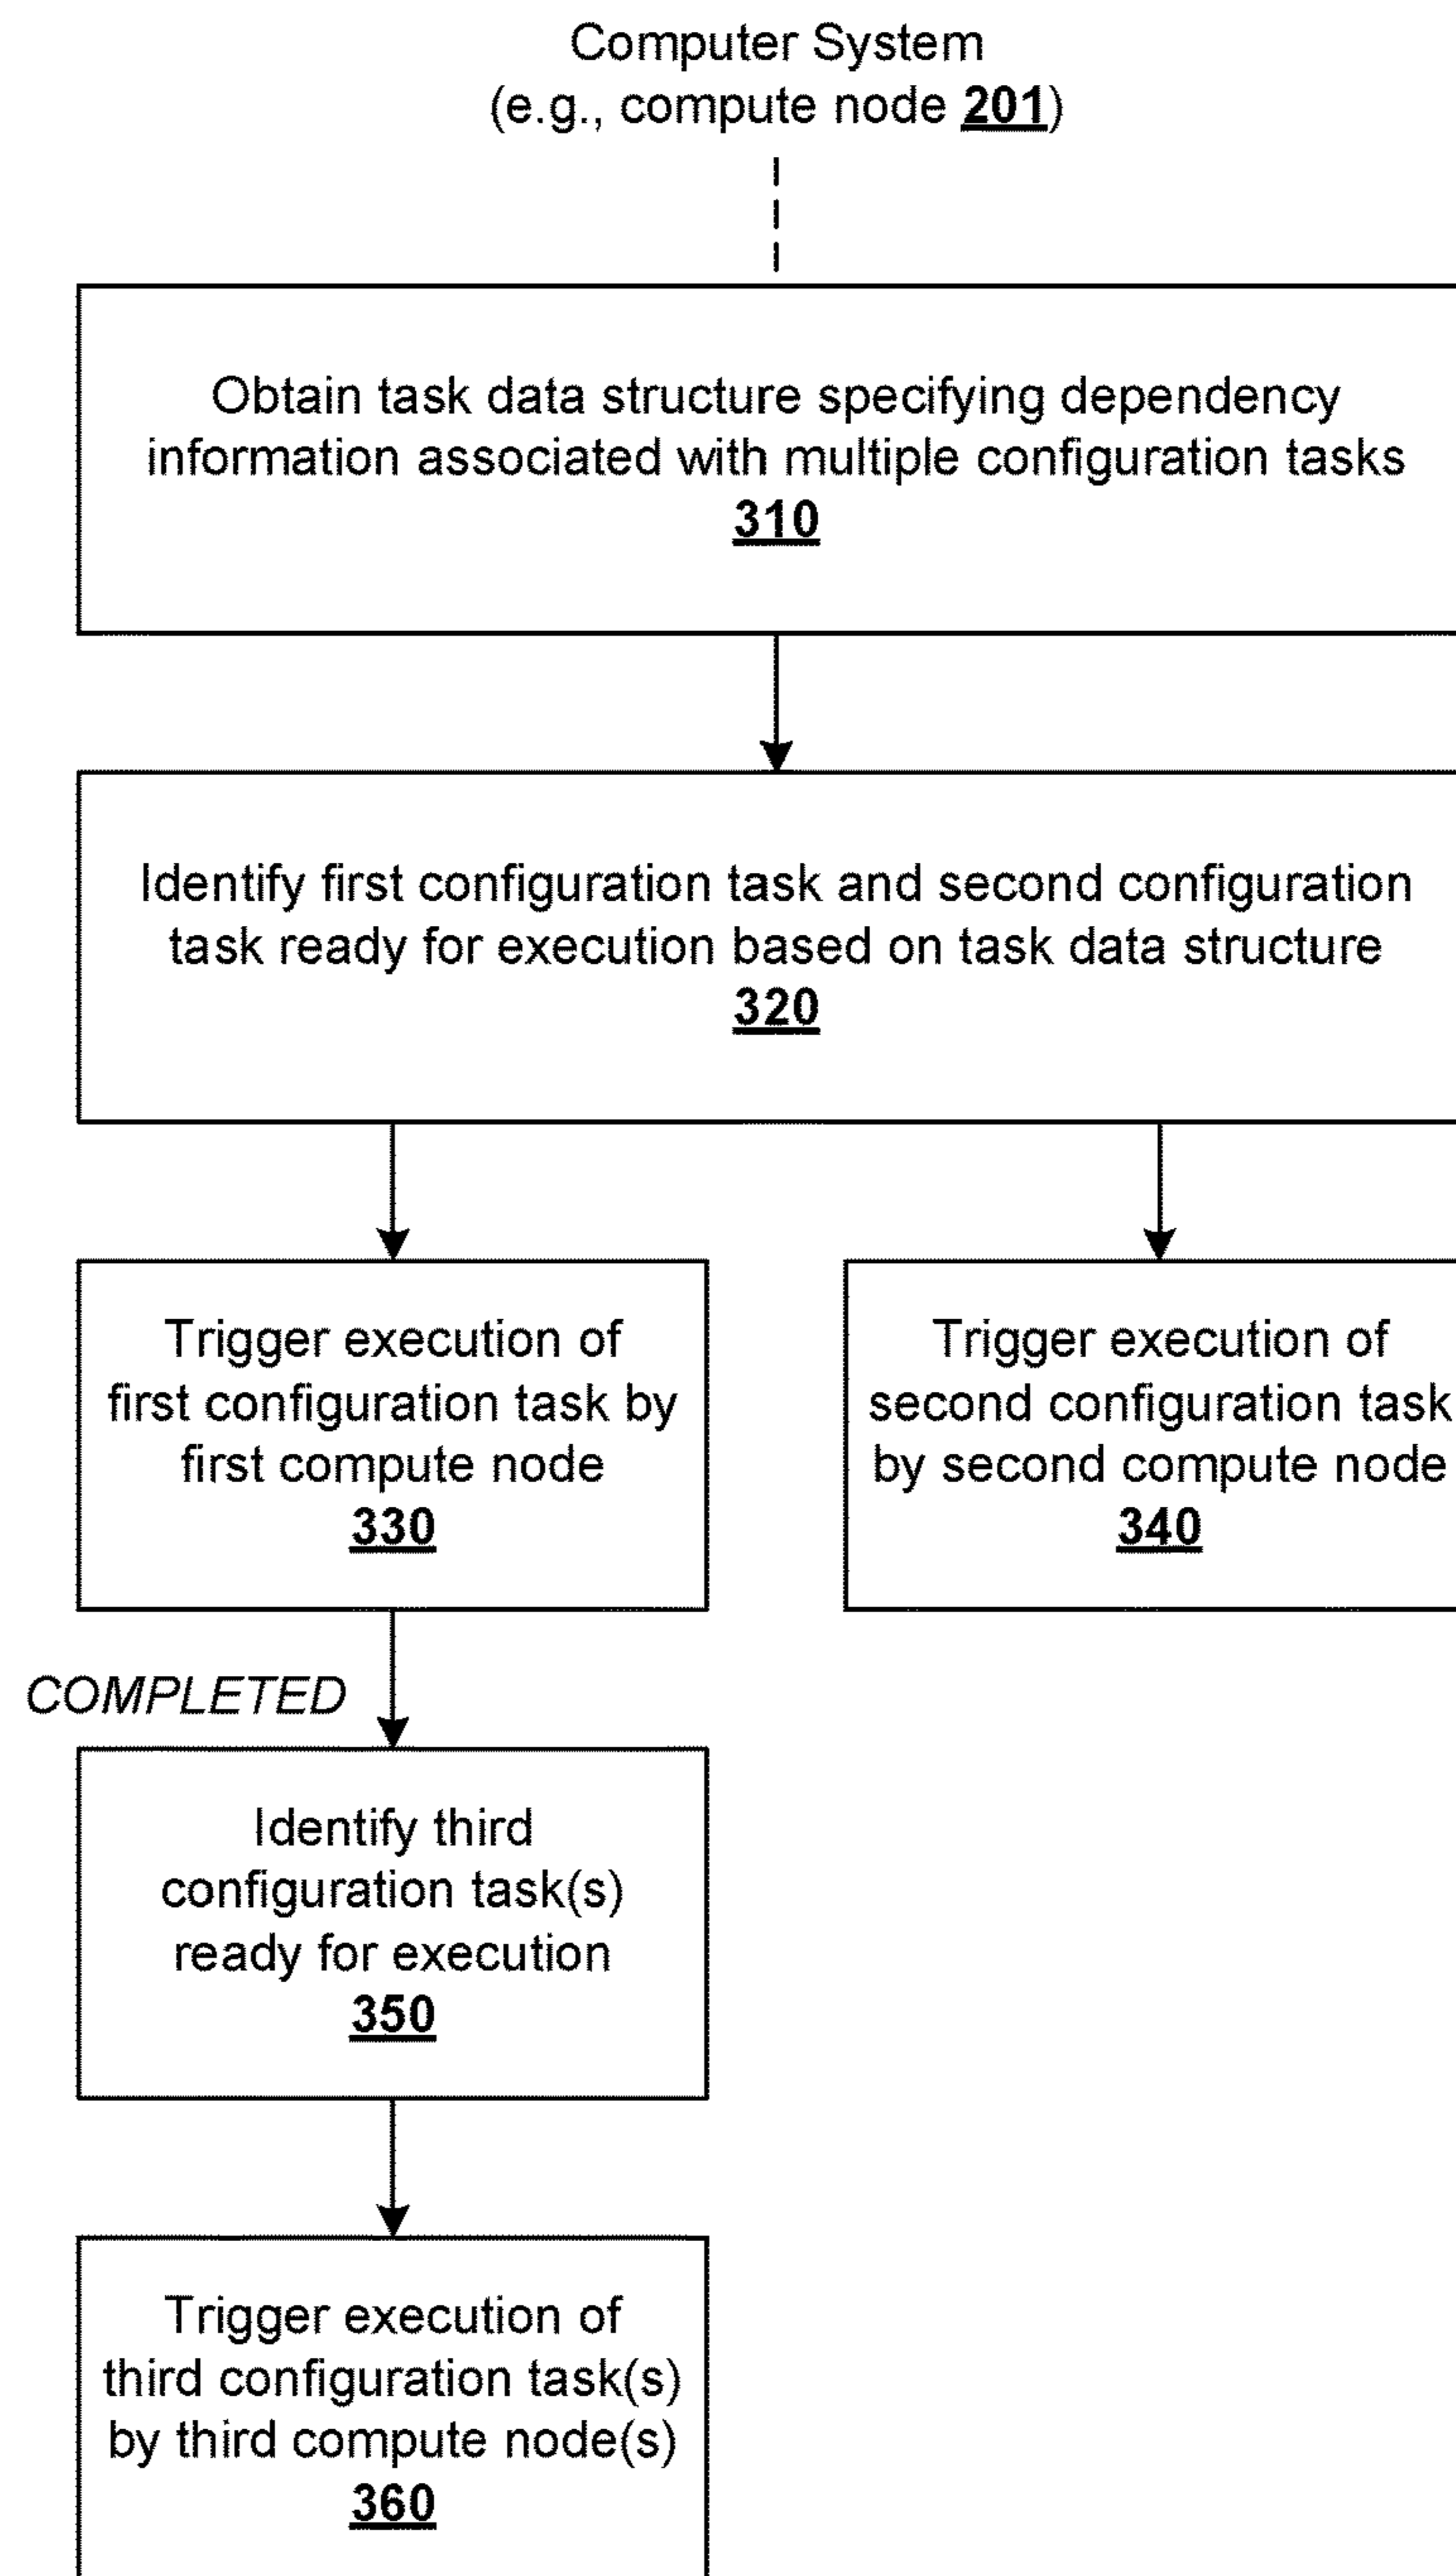 Computer System
(e.g., compute node 201)
Obtain task data structure specifying dependency
information associated with multiple configuration tasks
310
Identify first configuration task and second configuration
task ready for execution based on task data structure
320
Trigger execution of
first configuration task by
first compute node
330
Trigger execution of
second configuration task
by second compute node
340
COMPLETED
Identify third
configuration task(s)
ready for execution
350
Trigger execution of
third configuration task(s)
by third compute node(s)
360